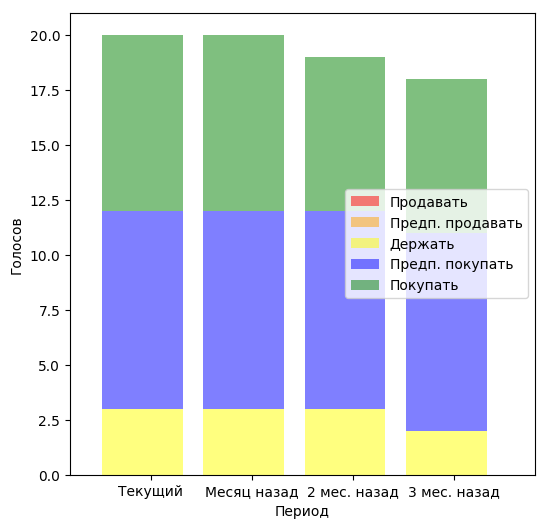 20.0
17.5
15.0
12.5
10.0
7.5
5.0
2.5
0.0
Голосов
Продавать
Предп. продавать
Держать
Предп. покупать
Покупать
Текущий Месяц назад 2 мес. назад 3 мес. назад
Период